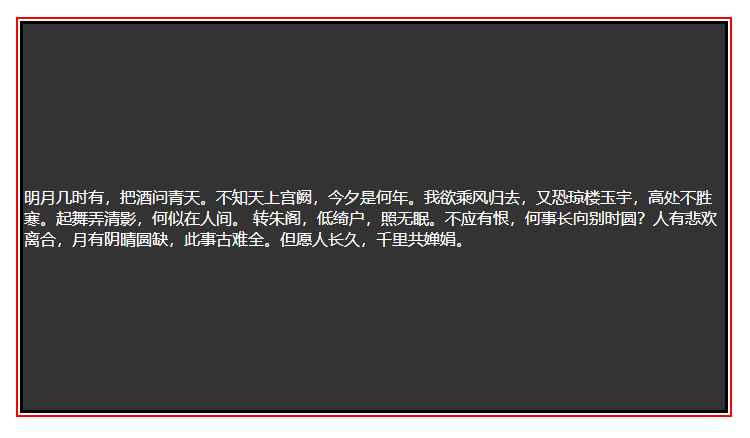 明月几时有，把酒问青天。不知天上宫阙，今夕是何年。我欲乘风归去，又恐琼楼玉宇，高处不胜
寒。起舞弄清影，何似在人间。 转朱阁，低绮户，照无眠。不应有恨，何事长向别时圆？人有悲欢
离合，月有阴晴圆缺，此事古难全。但愿人长久，千里共婵娟。